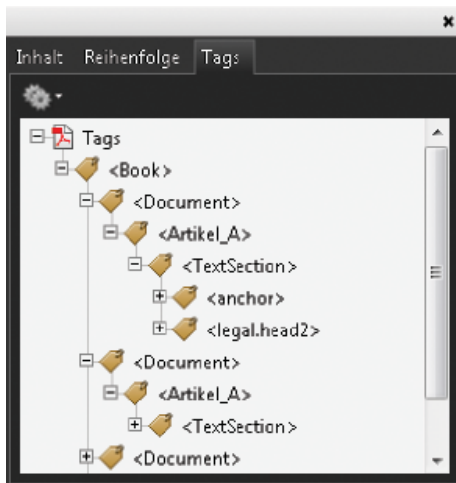 Inhalt Reihenfolge Tags
Tags
<Book>
<Document>
<Artikel_A>
<TextSection>
<anchor>
<legal.head2>
<Document>
<Artikel_A>
<TextSection>
<Document>